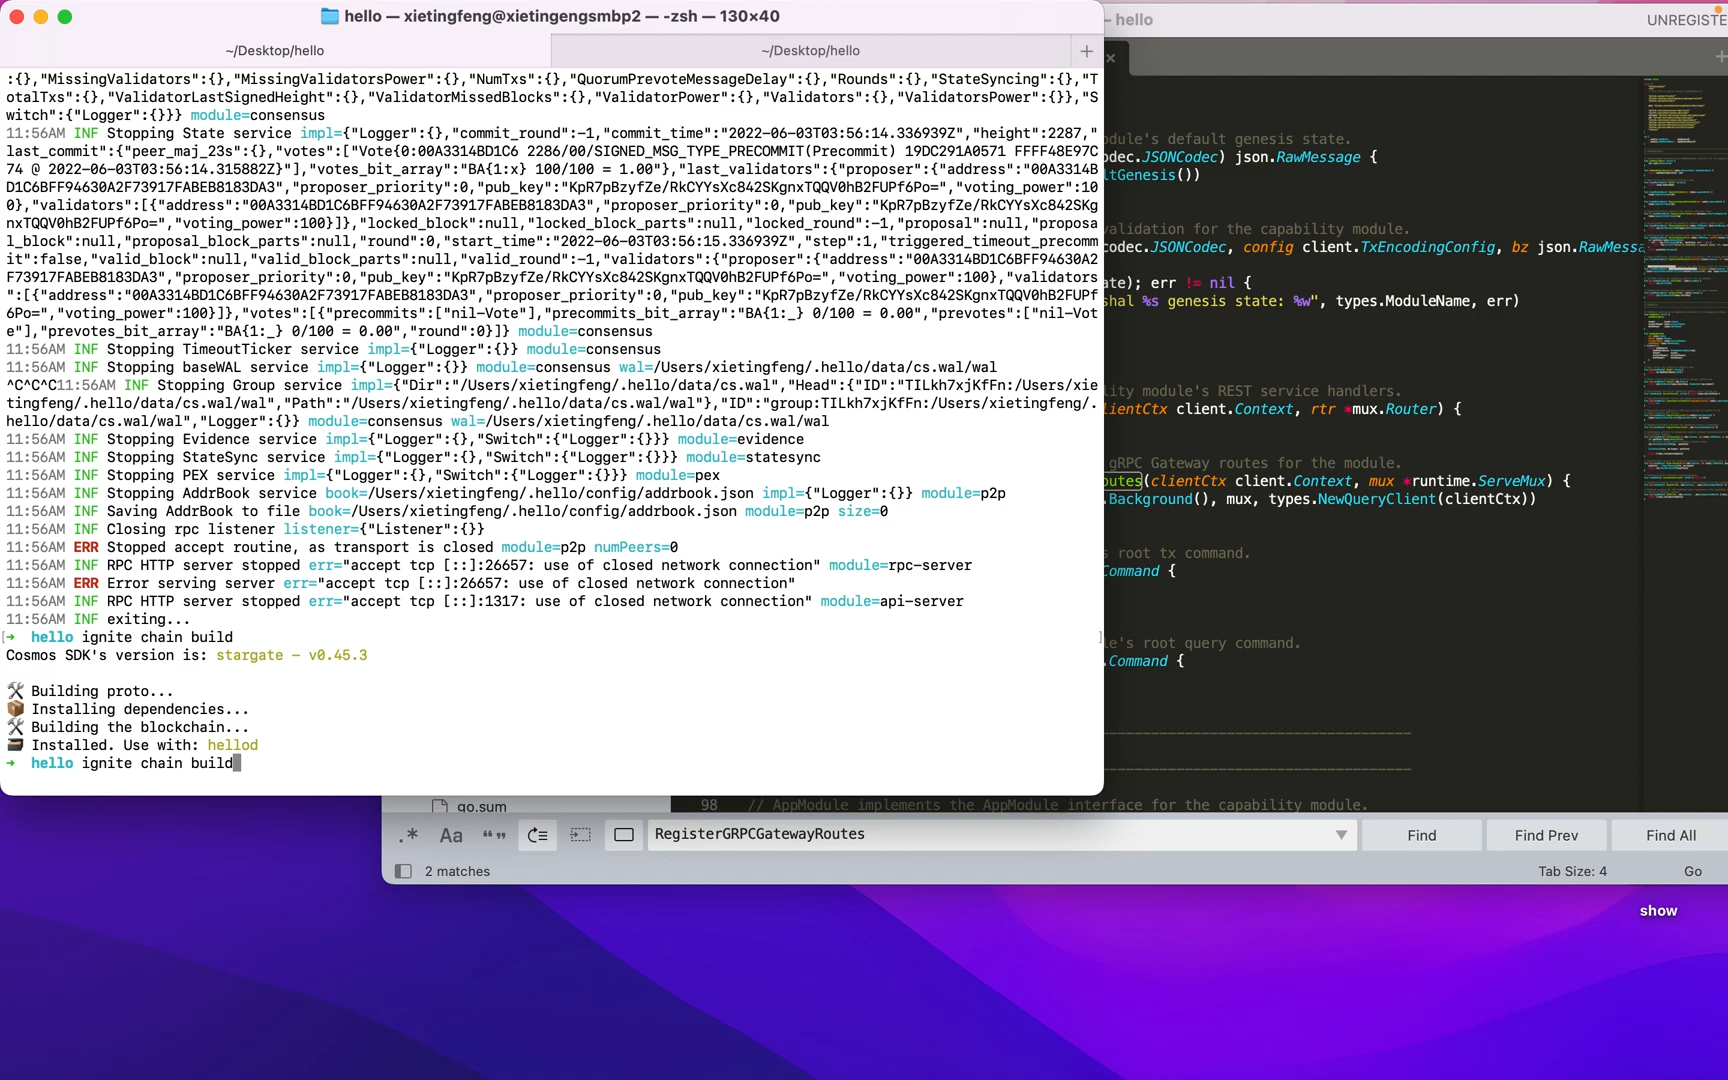 hello — xietingfeng@xietingengsmbp2 — -zsh — 130×40
~/Desktop/hello
~/Desktop/hello
:{},"MissingValidators":{},"MissingValidatorsPower":{},"NumTxs":{},"QuorumPrevoteMessageDelay":{},"Rounds":{},"StateSyncing":{},"T
otalTxs":{},"ValidatorLastSignedHeight":{},"ValidatorMissedBlocks":{},"ValidatorPower":{},"Validators":{},"ValidatorsPower":{}},"S
witch":{"Logger":{}}} module=consensus
11:56AM INF Stopping State service impl={"Logger":{},"commit_round":-1,"commit_time":"2022-06-03T03:56:14.336939Z","height":2287,"
last_commit":{"peer_maj_23s":{},"votes":["Vote{0:00A3314BD1C6 2286/00/SIGNED_MSG_TYPE_PRECOMMIT(Precommit) 19DC291A0571 FFFF48E97C
74 @ 2022-06-03T03:56:14.315882Z}"],"votes_bit_array":"BA{1:x} 100/100 = 1.00"},"last_validators":{"proposer":{"address":"00A3314B
D1C6BFF94630A2F73917FABEB8183DA3","proposer_priority":0,"pub_key":"KpR7pBzyfZe/RkCYYsXc842SKgnxTQQV0hB2FUPf6Po=","voting_power":10
0},"validators":[{"address":"00A3314BD1C6BFF94630A2F73917FABEB8183DA3","proposer_priority":0,"pub_key":"KpR7pBzyfZe/RkCYYsXc842SKg
nxTQQV0hB2FUPf6Po=","voting_power":100}]},"locked_block":null,"locked_block_parts":null,"locked_round":-1,"proposal":null,"proposa
l_block":null,"proposal_block_parts":null,"round":0,"start_time":"2022-06-03T03:56:15.336939Z","step":1,"triggered_timeout_precomm
it":false,"valid_block":null,"valid_block_parts":null,"valid_round":-1,"validators":{"proposer":{"address":"00A3314BD1C6BFF94630A2
F73917FABEB8183DA3","proposer_priority":0,"pub_key":"KpR7pBzyfZe/RkCYYsXc842SKgnxTQQV0hB2FUPf6Po=","voting_power":100},"validators
":[{"address":"00A3314BD1C6BFF94630A2F73917FABEB8183DA3","proposer_priority":0,"pub_key":"KpR7pBzyfZe/RkCYYsXc842SKgnxTQQV0hB2FUPf
6Po=","voting_power":100}]},"votes":[{"precommits":["nil-Vote"],"precommits_bit_array":"BA{1:_} 0/100 = 0.00","prevotes":["nil-Vot
e"],"prevotes_bit_array":"BA{1:_} 0/100 = 0.00","round":0}]} module=consensus
11:56AM INF Stopping TimeoutTicker service impl={"Logger":{}} module=consensus
11:56AM INF Stopping baseWAL service impl={"Logger":{}} module=consensus wal=/Users/xietingfeng/.hello/data/cs.wal/wal
^C^C^C11:56AM INF Stopping Group service impl={"Dir":"/Users/xietingfeng/.hello/data/cs.wal","Head":{"ID":"TILkh7xjKfFn:/Users/xie
tingfeng/.hello/data/cs.wal/wal","Path":"/Users/xietingfeng/.hello/data/cs.wal/wal"},"ID":"group:TILkh7xjKfFn:/Users/xietingfeng/.
hello/data/cs.wal/wal","Logger":{}} module=consensus wal=/Users/xietingfeng/.hello/data/cs.wal/wal
11:56AM INF Stopping Evidence service impl={"Logger":{},"Switch":{"Logger":{}}} module=evidence
11:56AM INF Stopping StateSync service impl={"Logger":{},"Switch":{"Logger":{}}} module=statesync
11:56AM INF Stopping PEX service impl={"Logger":{},"Switch":{"Logger":{}}} module=pex
11:56AM INF Stopping AddrBook service book=/Users/xietingfeng/.hello/config/addrbook.json impl={"Logger":{}} module=p2p
11:56AM INF Saving AddrBook to file book=/Users/xietingfeng/.hello/config/addrbook.json module=p2p size=0
11:56AM INF Closing rpc listener listener={"Listener":{}}
11:56AM ERR Stopped accept routine, as transport is closed module=p2p numPeers=0
11:56AM INF RPC HTTP server stopped err="accept tcp [::]:26657: use of closed network connection" module=rpc-server
11:56AM ERR Error serving server err="accept tcp [::]:26657: use of closed network connection"
11:56AM INF RPC HTTP server stopped err="accept tcp [::]:1317: use of closed network connection" module=api-server
11:56AM INF exiting...
[➜  hello ignite chain build ]
Cosmos SDK's version is: stargate - v0.45.3
Building proto...
Installing dependencies...
Building the blockchain...
Installed. Use with: hellod
➜  hello ignite chain build
— hello
UNREGISTE
odule's default genesis state.
odec.JSONCodec) json.RawMessage {
ltGenesis())
validation for the capability module.
codec.JSONCodec, config client.TxEncodingConfig, bz json.RawMessa
ate); err != nil {
shal %s genesis state: %w", types.ModuleName, err)
ity module's REST service handlers.
lientCtx client.Context, rtr *mux.Router) {
gRPC Gateway routes for the module.
outes(clientCtx client.Context, mux *runtime.ServeMux) {
.Background(), mux, types.NewQueryClient(clientCtx))
s root tx command.
Command {
le's root query command.
.Command {
go.sum
98 // AppModule implements the AppModule interface for the capability module.
.* Aa “ ” RegisterGRPCGatewayRoutes Find Find Prev Find All
2 matches
Tab Size: 4
Go
show